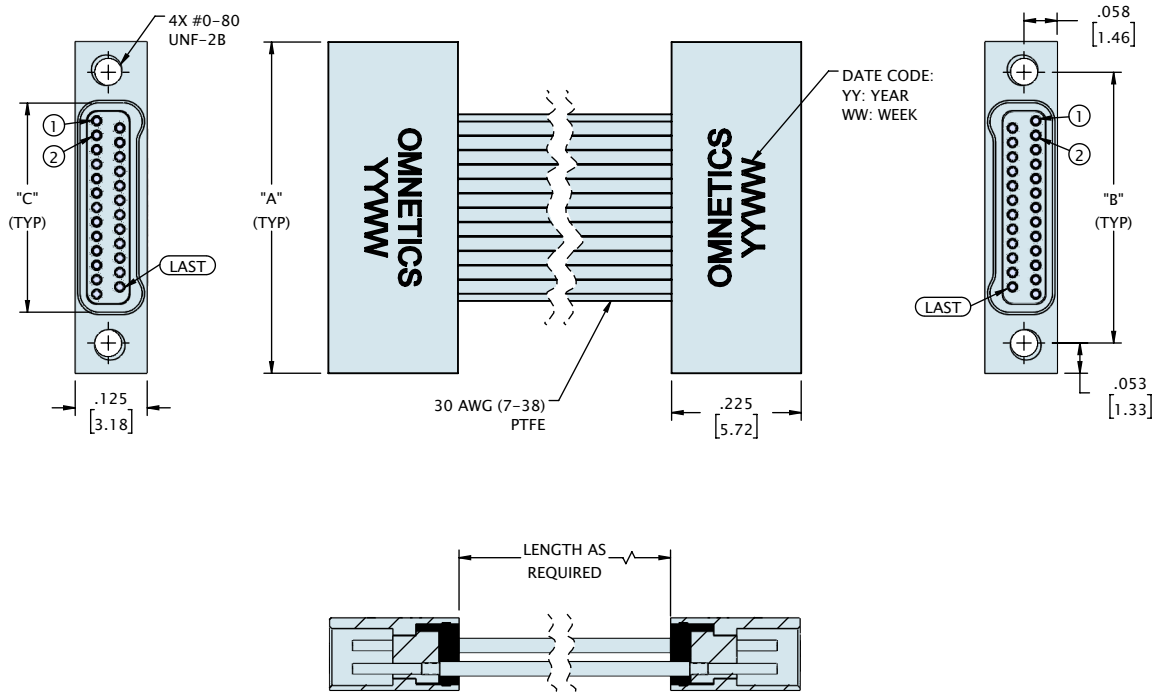 4X #0-80
UNF-2B
1
2
"C"
(TYP)
LAST
.125
[3.18]
"A"
(TYP)
OMNETICS
YYWW
OMNETICS
YYWW
DATE CODE:
YY: YEAR
WW: WEEK
30 AWG (7-38)
PTFE
.225
[5.72]
.058
[1.46]
1
2
"B"
(TYP)
LAST
.053
[1.33]
LENGTH AS
REQUIRED